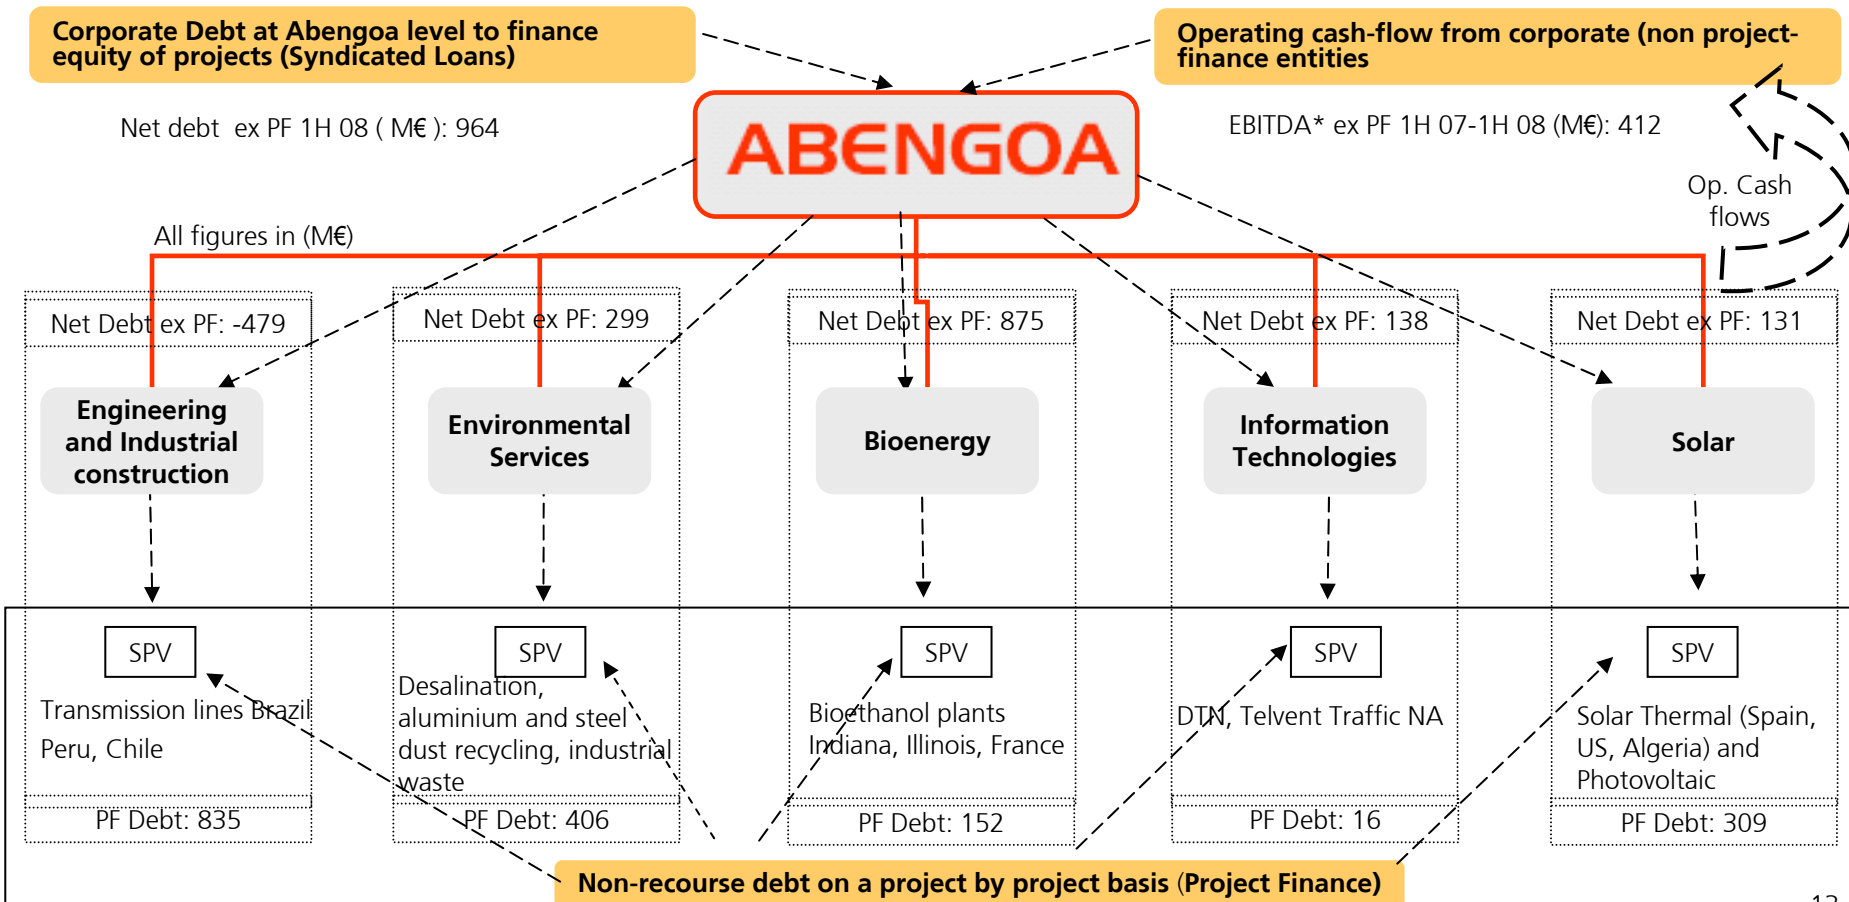 Corporate Debt at Abengoa level to finance
equity of projects (Syndicated Loans)
Operating cash-flow from corporate (non project-
finance entities
Net debt ex PF 1H 08 ( M€ ): 964
ABENGOA
EBITDA* ex PF 1H 07-1H 08 (M€): 412
Op. Cash
flows
All figures in (M€)
Net Debt ex PF: -479
Net Debt ex PF: 299
Net Debt ex PF: 875
Net Debt ex PF: 138
Net Debt ex PF: 131
Engineering
and Industrial
construction
Environmental
Services
Bioenergy
Information
Technologies
Solar
SPV
SPV
SPV
SPV
SPV
Transmission lines Brazil
Peru, Chile
Desalination,
aluminium and steel
dust recycling, industrial
waste
Bioethanol plants
Indiana, Illinois, France
DTN, Telvent Traffic NA
Solar Thermal (Spain,
US, Algeria) and
Photovoltaic
PF Debt: 835
PF Debt: 406
PF Debt: 152
PF Debt: 16
PF Debt: 309
Non-recourse debt on a project by project basis (Project Finance)